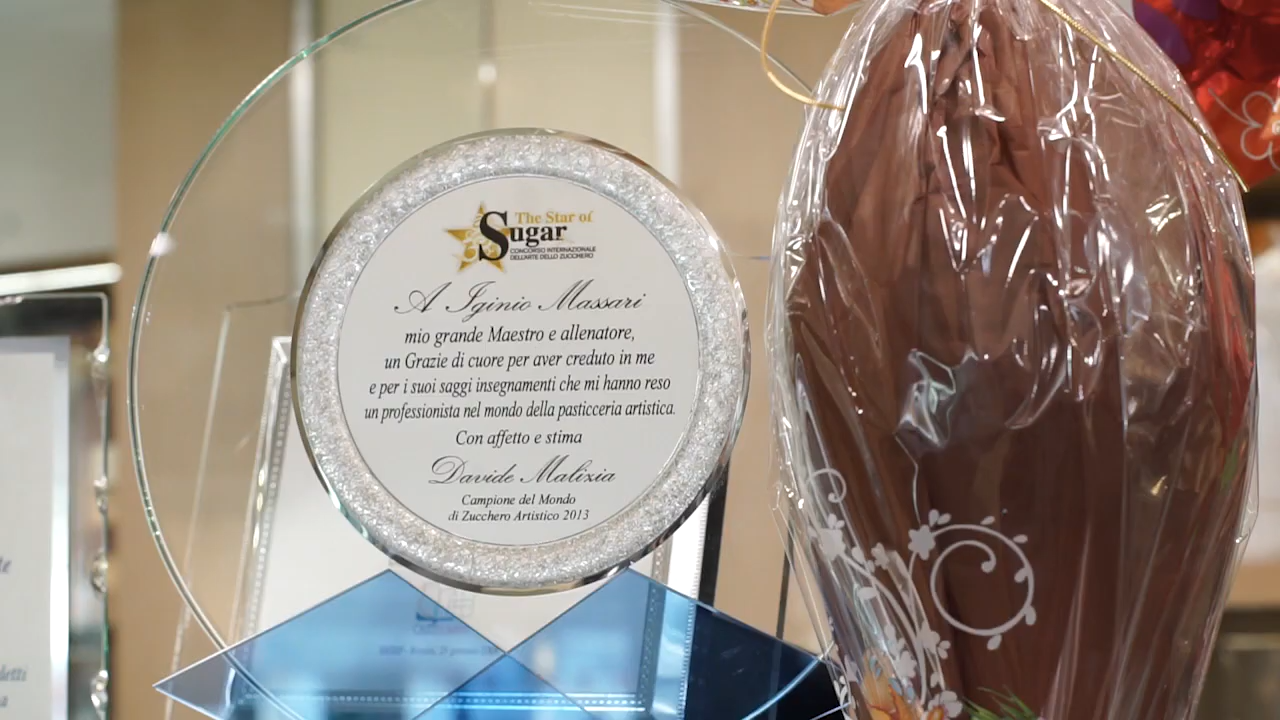 The Star of
Sugar
CONCORSO INTERNAZIONALE
DELL'ARTE DELLO ZUCCHERO
A Iginio Massari
mio grande Maestro e allenatore,
un Grazie di cuore per aver creduto in me
e per i suoi saggi insegnamenti che mi hanno reso
un professionista nel mondo della pasticceria artistica.
Con affetto e stima
Davide Malizia
Campione del Mondo
di Zucchero Artistico 2013